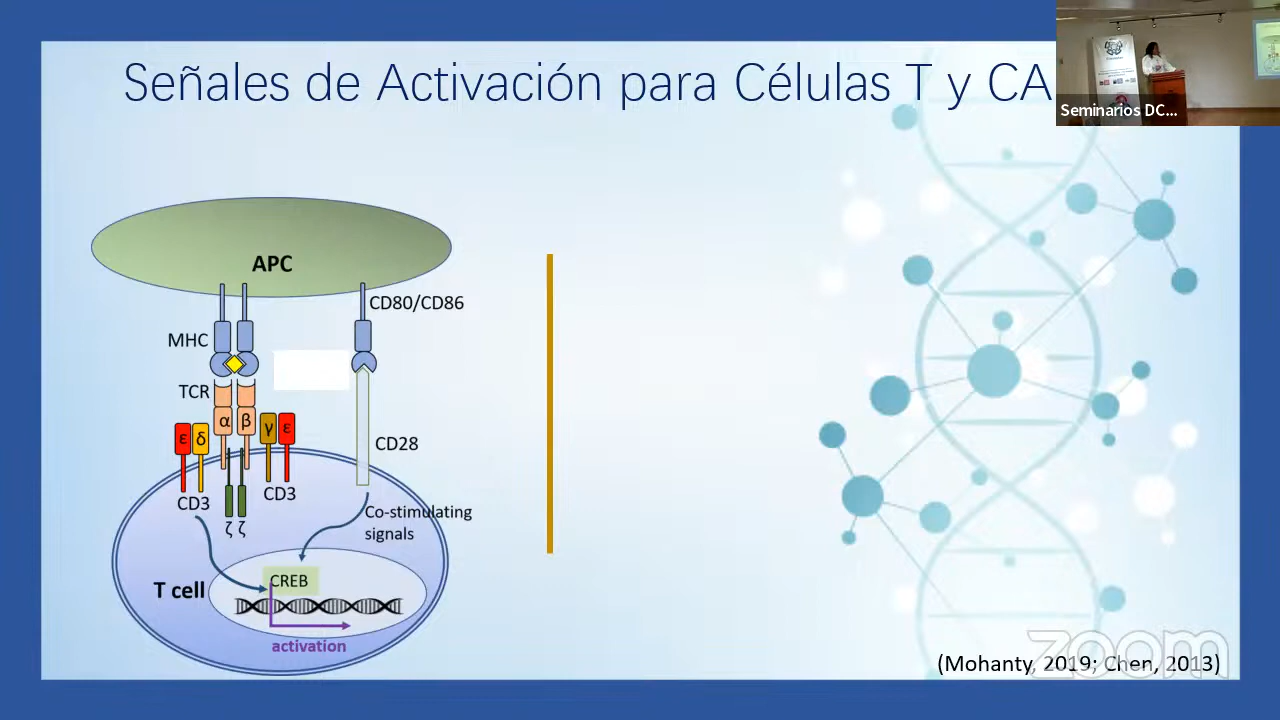 Señales de Activación para Células T y CA
Seminarios DC...
APC
CD80/CD86
MHC
TCR
α β
ε δ
γ ε
CD28
CD3
CD3
ζ ζ
Co-stimulating
signals
T cell
CREB
activation
zoom
(Mohanty, 2019; Chen, 2013)